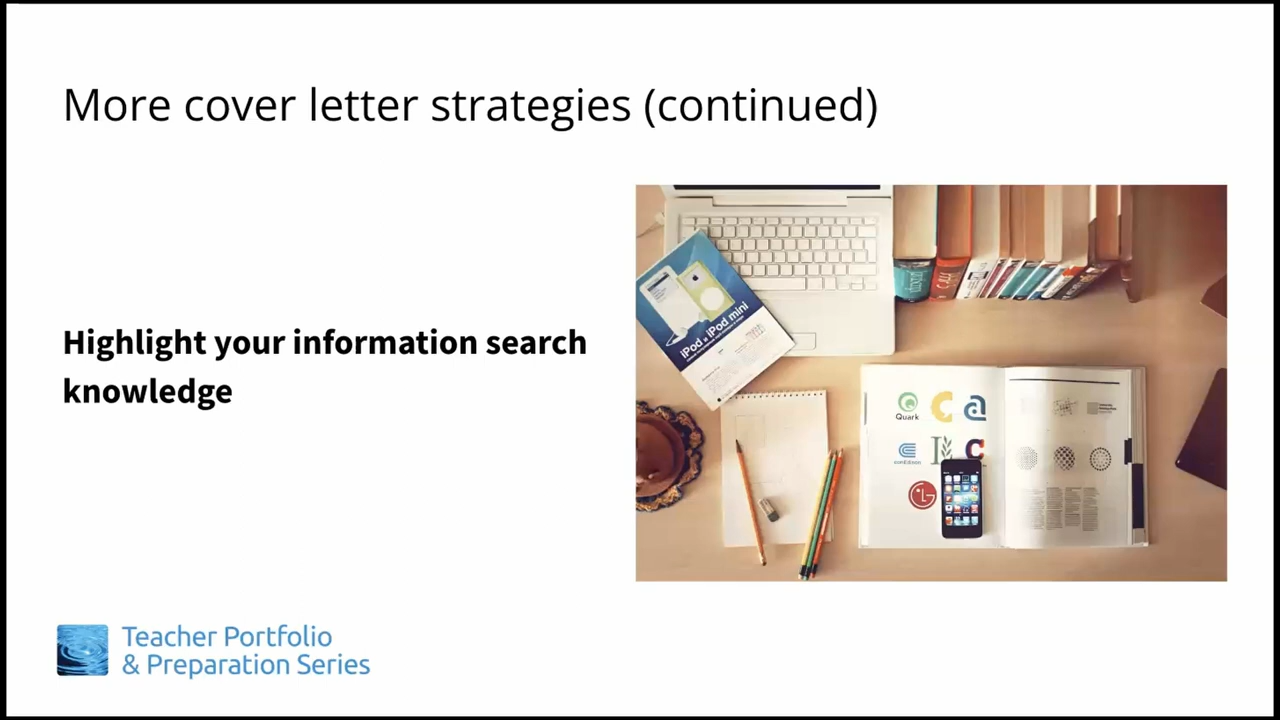 More cover letter strategies (continued)
Highlight your information search
knowledge
iPod и iPod mini
Quark
conEdison
LG
Teacher Portfolio
& Preparation Series